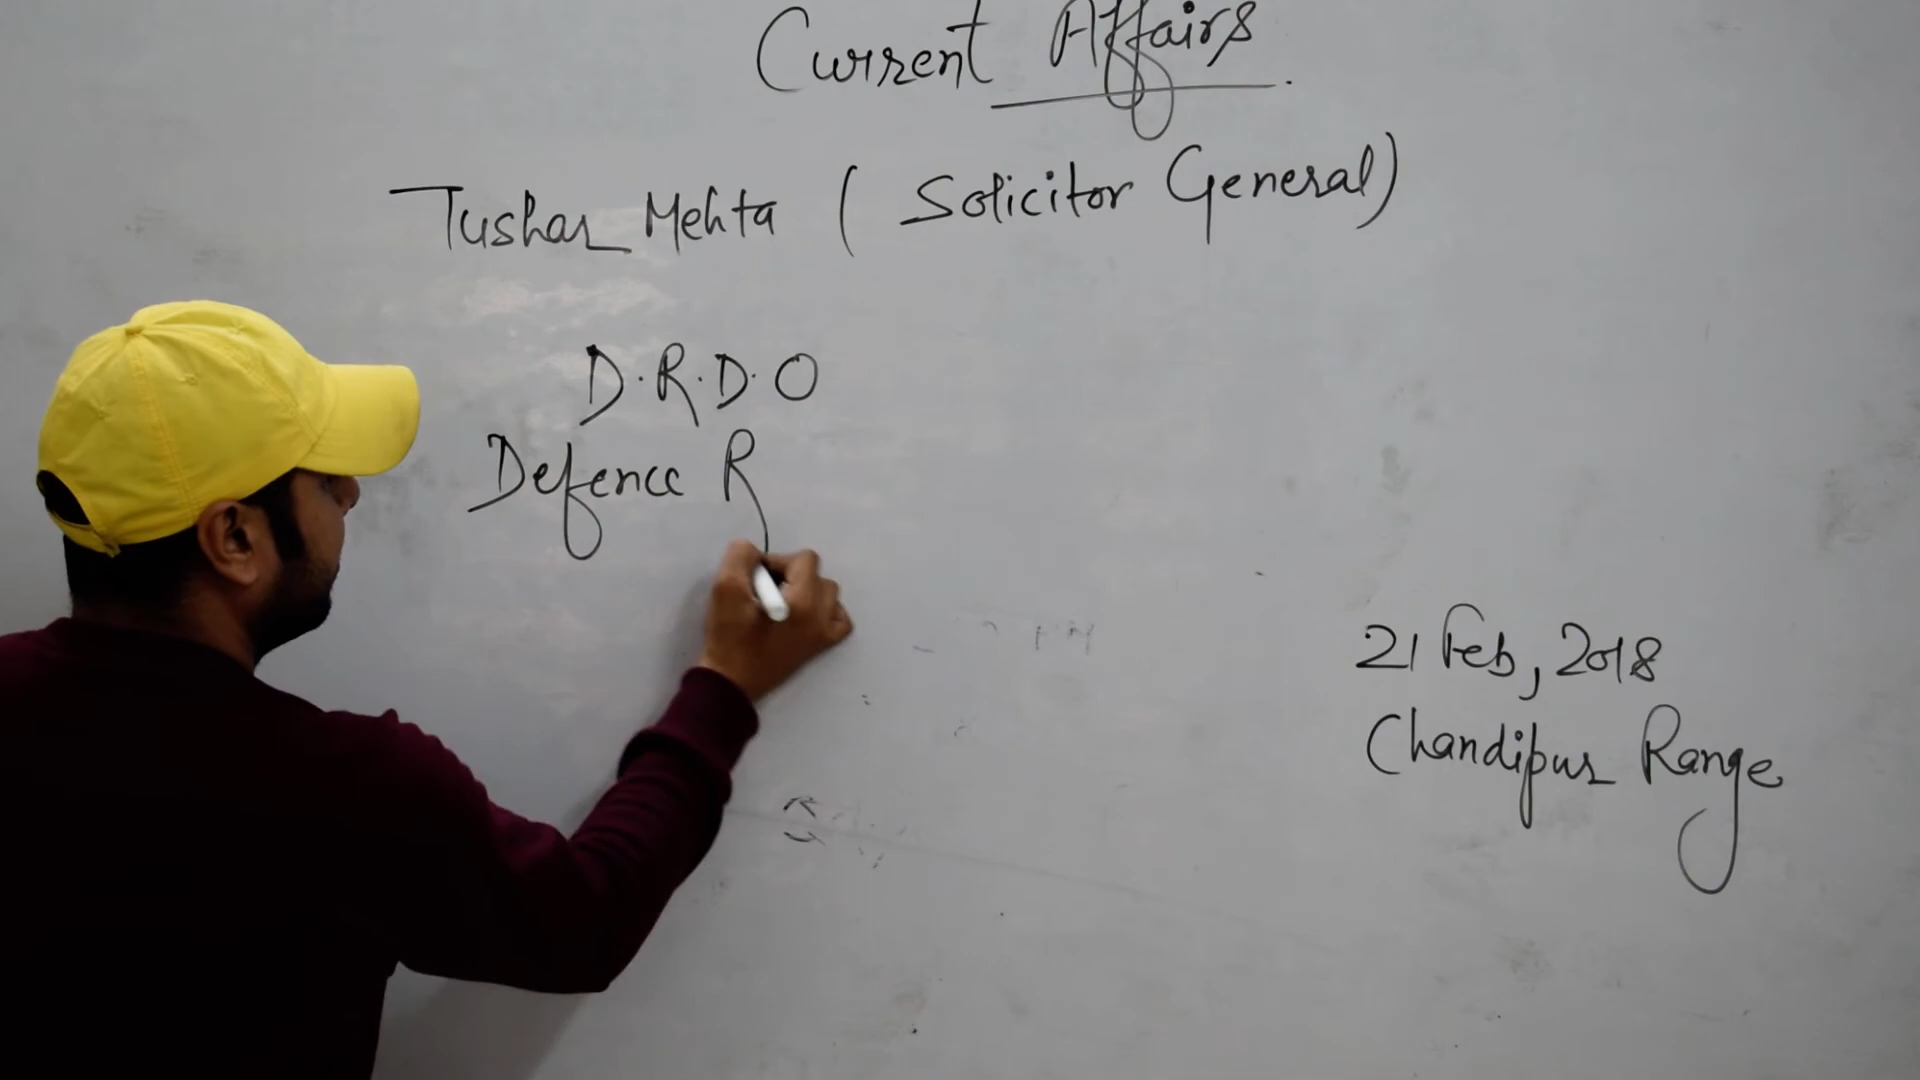 Current Affairs.
Tushar Mehta ( Solicitor General)
D.R.D.O
Defence R
21 Feb, 2018
Chandipur Range